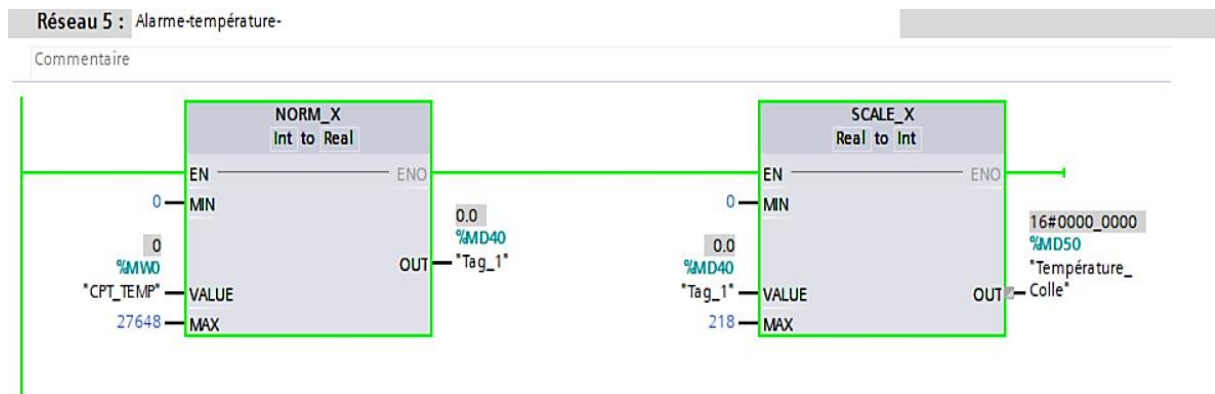 Réseau 5 : Alarme-température-
Commentaire
NORM_X
Int to Real
EN
ENO
0
MIN
0
%MW0
"CPT_TEMP"
VALUE
27648
MAX
0.0
%MD40
OUT
"Tag_1"
SCALE_X
Real to Int
EN
ENO
0
MIN
0.0
%MD40
"Tag_1"
VALUE
218
MAX
16#0000_0000
%MD50
"Température_
OUT
Colle"